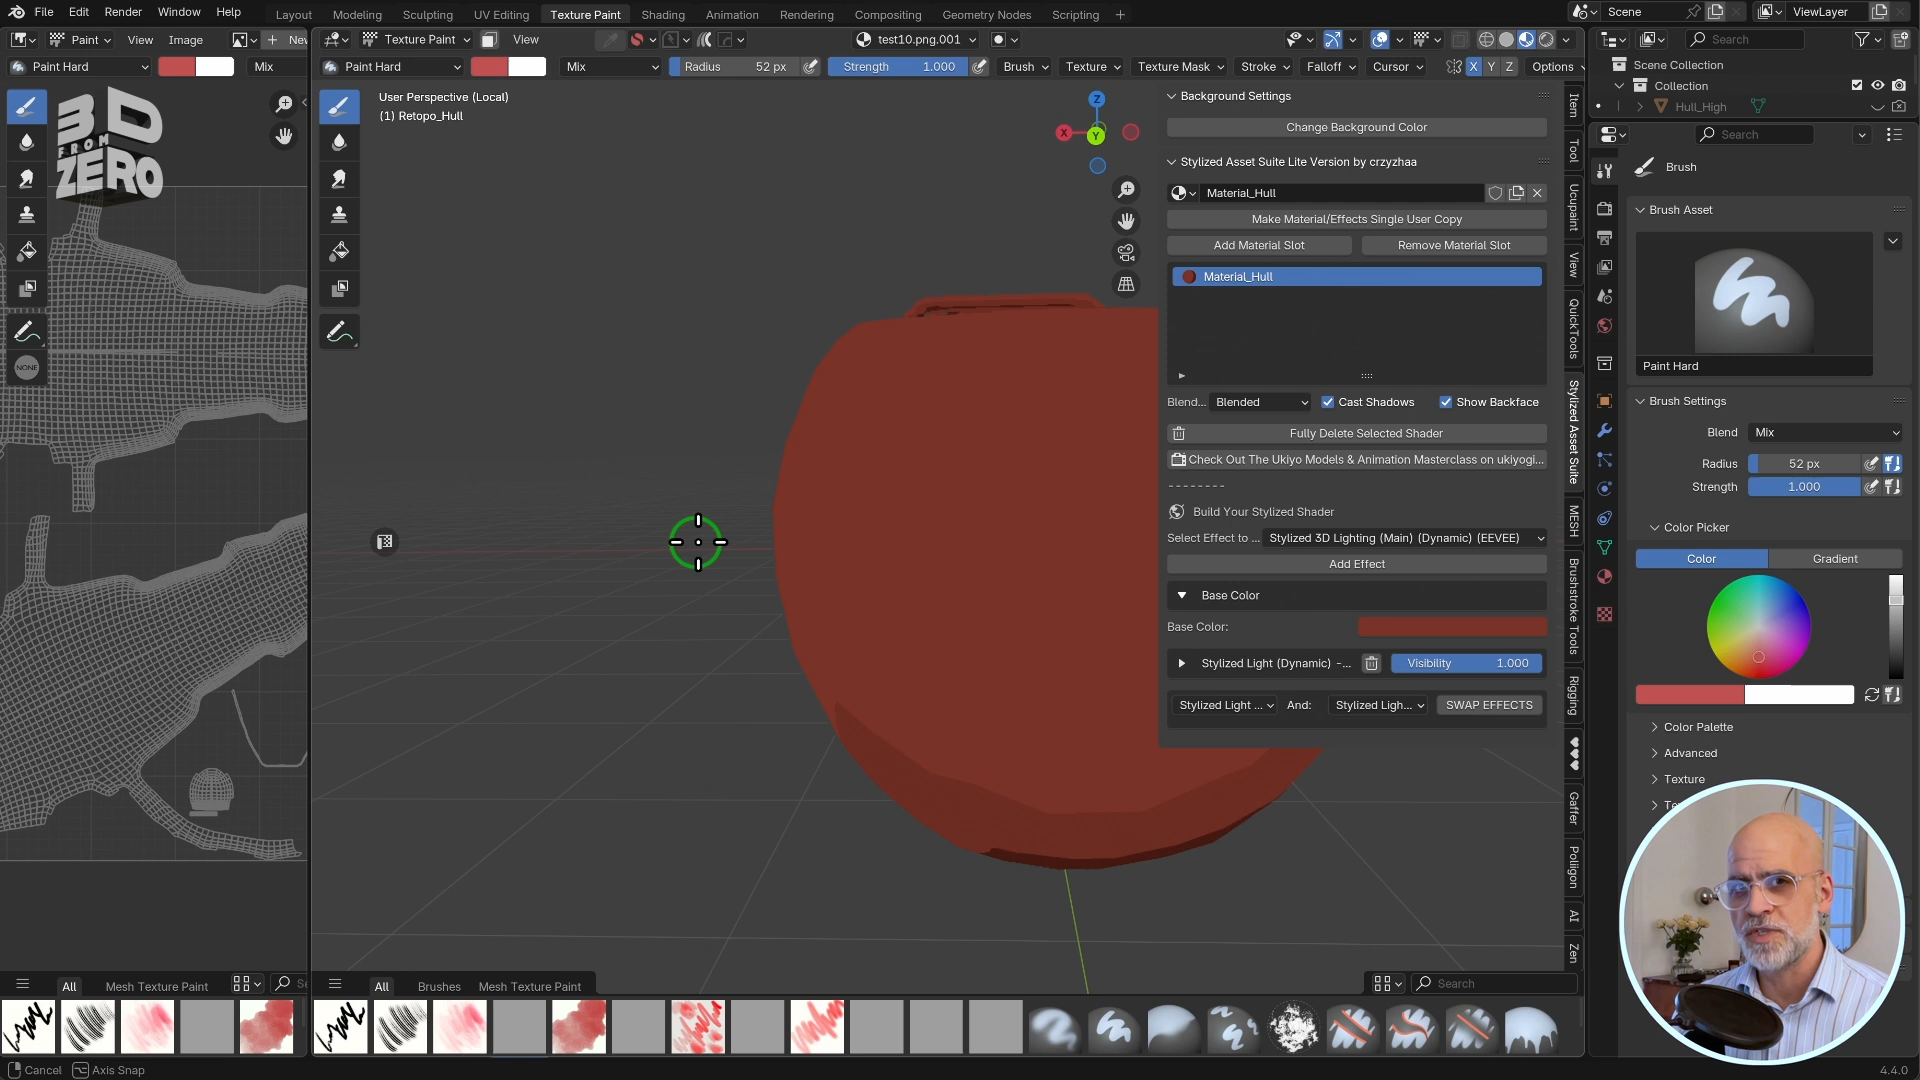 File Edit Render Window Help
Layout Modeling Sculpting UV Editing Texture Paint Shading Animation Rendering Compositing Geometry Nodes Scripting +
Scene
ViewLayer
Paint View Image + New
Texture Paint View
test10.png.001
Search
Paint Hard Mix
Paint Hard Mix Radius 52 px Strength 1.000 Brush Texture Texture Mask Stroke Falloff Cursor X Y Z Options
Scene Collection
Collection
Hull_High
3D
FROM
ZERO
NONE
User Perspective (Local)
(1) Retopo_Hull
Z
X
Y
Background Settings
Change Background Color
Stylized Asset Suite Lite Version by crzyzhaa
Material_Hull
Make Material/Effects Single User Copy
Add Material Slot Remove Material Slot
Material_Hull
Blend... Blended Cast Shadows Show Backface
Fully Delete Selected Shader
Check Out The Ukiyo Models & Animation Masterclass on ukiyogi...
--------
Build Your Stylized Shader
Select Effect to ... Stylized 3D Lighting (Main) (Dynamic) (EEVEE)
Add Effect
Base Color
Base Color:
Stylized Light (Dynamic) -... Visibility 1.000
Stylized Light ... And: Stylized Ligh... SWAP EFFECTS
Item
Tool
Ucupaint
View
QuickTools
Stylized Asset Suite
MESH
Brushstroke Tools
Rigging
♥♥♥
Gaffer
Poliigon
AI
Zen
Search
Brush
Brush Asset
Paint Hard
Brush Settings
Blend Mix
Radius 52 px
Strength 1.000
Color Picker
Color Gradient
Color Palette
Advanced
Texture
All Mesh Texture Paint
All Brushes Mesh Texture Paint
Search
Cancel Axis Snap
4.4.0